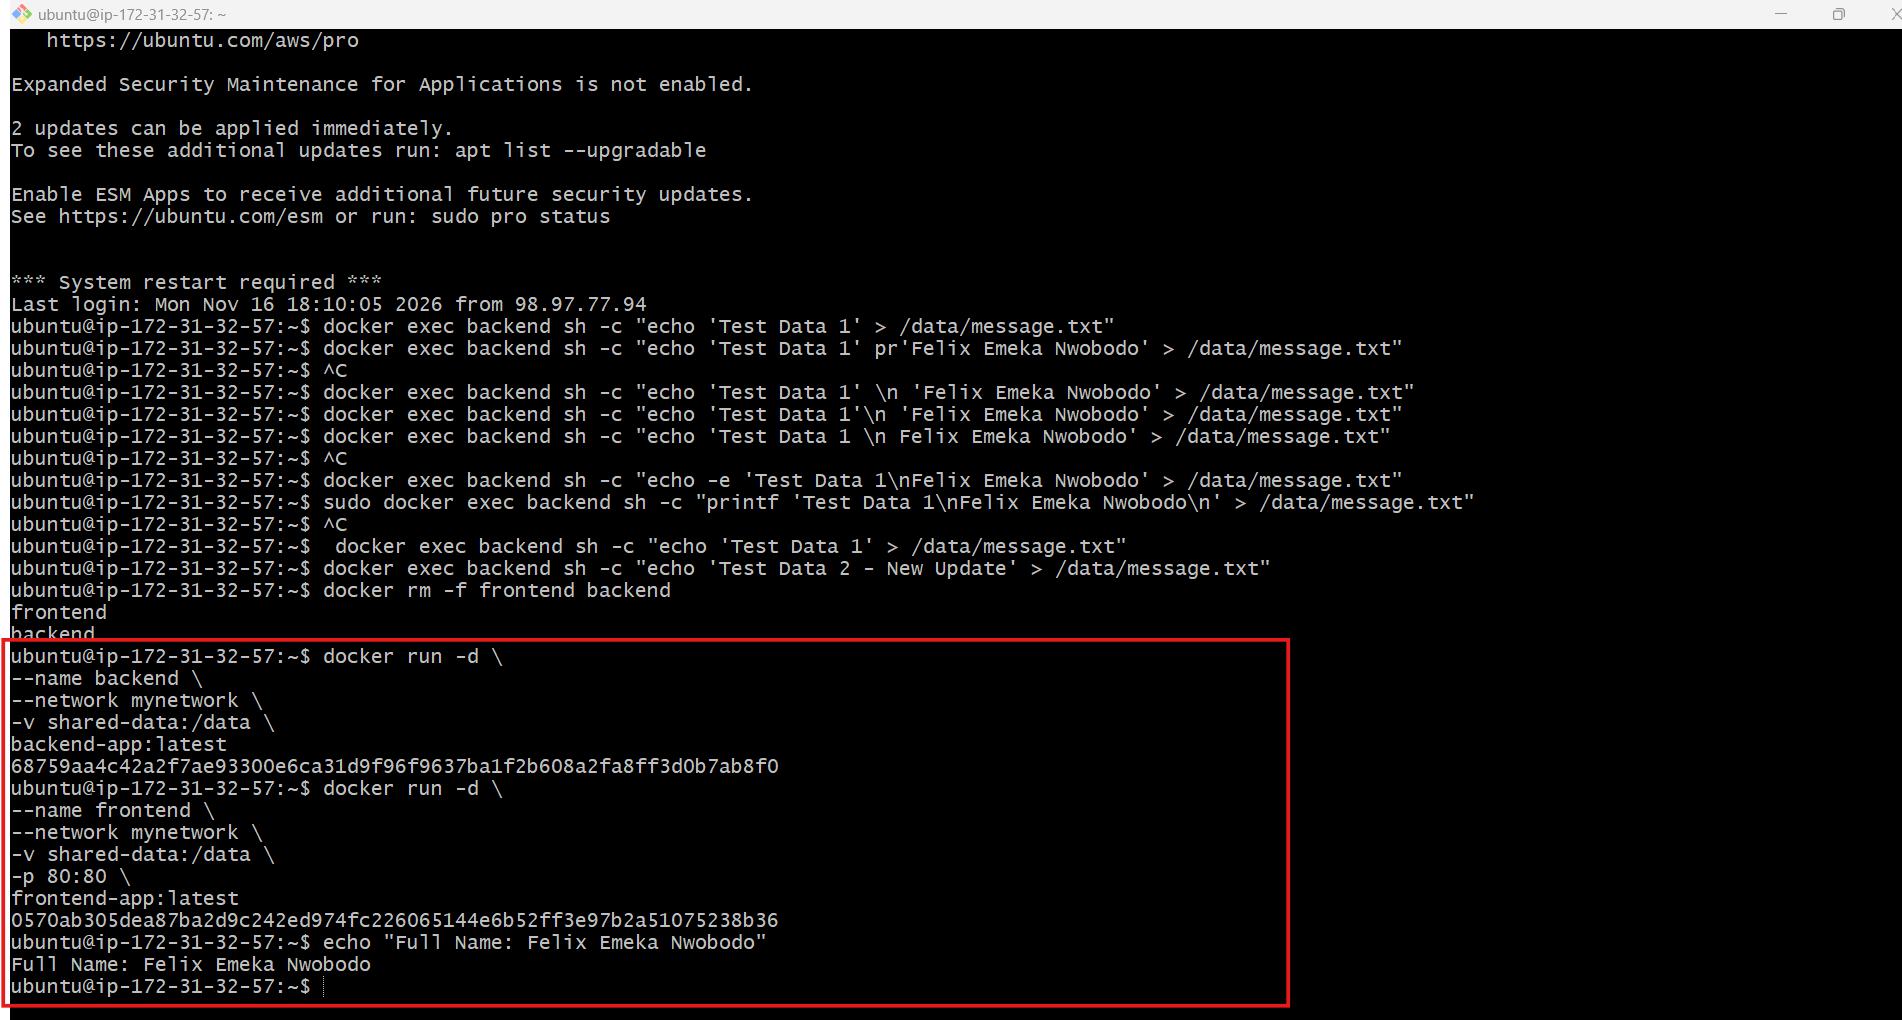 ubuntu@ip-172-31-32-57: ~
https://ubuntu.com/aws/pro
Expanded Security Maintenance for Applications is not enabled.
2 updates can be applied immediately.
To see these additional updates run: apt list --upgradable
Enable ESM Apps to receive additional future security updates.
See https://ubuntu.com/esm or run: sudo pro status
*** System restart required ***
Last login: Mon Nov 16 18:10:05 2026 from 98.97.77.94
ubuntu@ip-172-31-32-57:~$ docker exec backend sh -c "echo 'Test Data 1' > /data/message.txt"
ubuntu@ip-172-31-32-57:~$ docker exec backend sh -c "echo 'Test Data 1' pr'Felix Emeka Nwobodo' > /data/message.txt"
ubuntu@ip-172-31-32-57:~$ ^C
ubuntu@ip-172-31-32-57:~$ docker exec backend sh -c "echo 'Test Data 1' \n 'Felix Emeka Nwobodo' > /data/message.txt"
ubuntu@ip-172-31-32-57:~$ docker exec backend sh -c "echo 'Test Data 1'\n 'Felix Emeka Nwobodo' > /data/message.txt"
ubuntu@ip-172-31-32-57:~$ docker exec backend sh -c "echo 'Test Data 1 \n Felix Emeka Nwobodo' > /data/message.txt"
ubuntu@ip-172-31-32-57:~$ ^C
ubuntu@ip-172-31-32-57:~$ docker exec backend sh -c "echo -e 'Test Data 1\nFelix Emeka Nwobodo' > /data/message.txt"
ubuntu@ip-172-31-32-57:~$ sudo docker exec backend sh -c "printf 'Test Data 1\nFelix Emeka Nwobodo\n' > /data/message.txt"
ubuntu@ip-172-31-32-57:~$ ^C
ubuntu@ip-172-31-32-57:~$  docker exec backend sh -c "echo 'Test Data 1' > /data/message.txt"
ubuntu@ip-172-31-32-57:~$ docker exec backend sh -c "echo 'Test Data 2 - New Update' > /data/message.txt"
ubuntu@ip-172-31-32-57:~$ docker rm -f frontend backend
frontend
backend
ubuntu@ip-172-31-32-57:~$ docker run -d \
--name backend \
--network mynetwork \
-v shared-data:/data \
backend-app:latest
68759aa4c42a2f7ae93300e6ca31d9f96f9637ba1f2b608a2fa8ff3d0b7ab8f0
ubuntu@ip-172-31-32-57:~$ docker run -d \
--name frontend \
--network mynetwork \
-v shared-data:/data \
-p 80:80 \
frontend-app:latest
0570ab305dea87ba2d9c242ed974fc226065144e6b52ff3e97b2a51075238b36
ubuntu@ip-172-31-32-57:~$ echo "Full Name: Felix Emeka Nwobodo"
Full Name: Felix Emeka Nwobodo
ubuntu@ip-172-31-32-57:~$